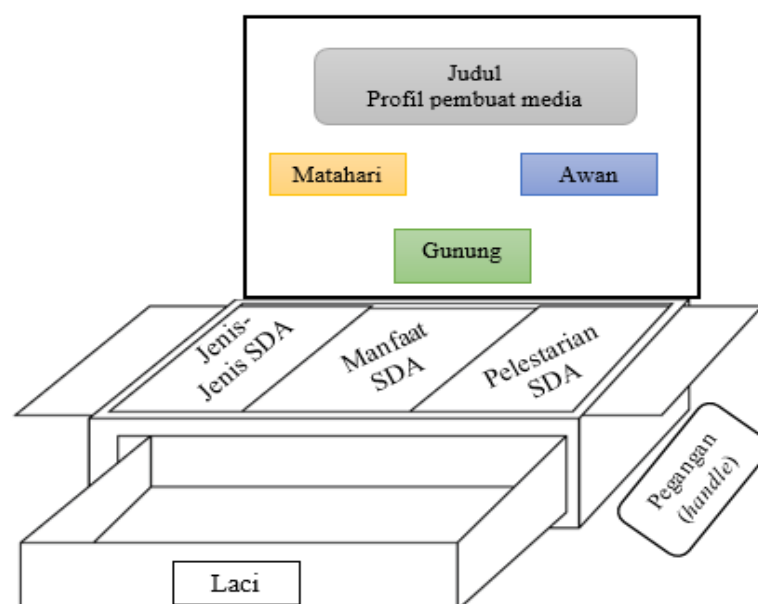 Judul
Profil pembuat media
Matahari
Awan
Gunung
Jenis-
Jenis SDA
Manfaat
SDA
Pelestarian
SDA
Pegangan
(handle)
Laci